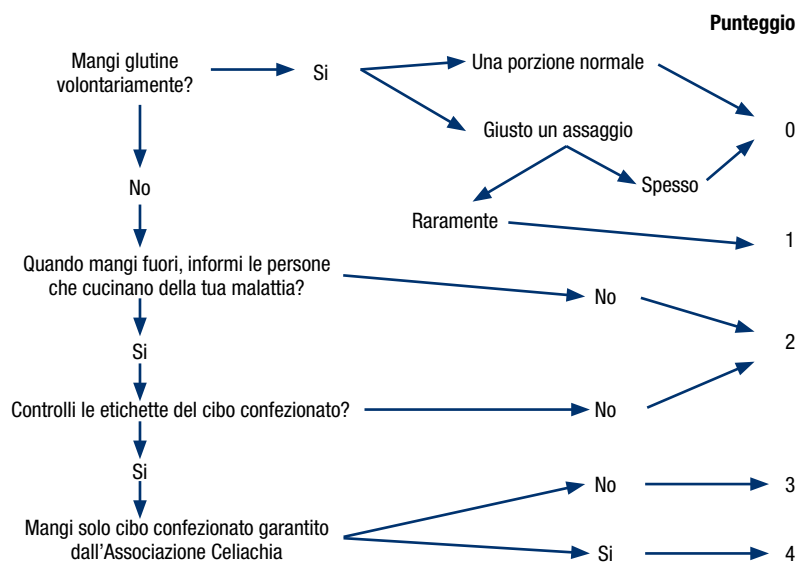 Punteggio
Mangi glutine
volontariamente?
Si
Una porzione normale
0
Giusto un assaggio
No
Spesso
Raramente
1
Quando mangi fuori, informi le persone
che cucinano della tua malattia?
No
2
Si
Controlli le etichette del cibo confezionato?
No
Si
No
3
Mangi solo cibo confezionato garantito
dall'Associazione Celiachia
Si
4